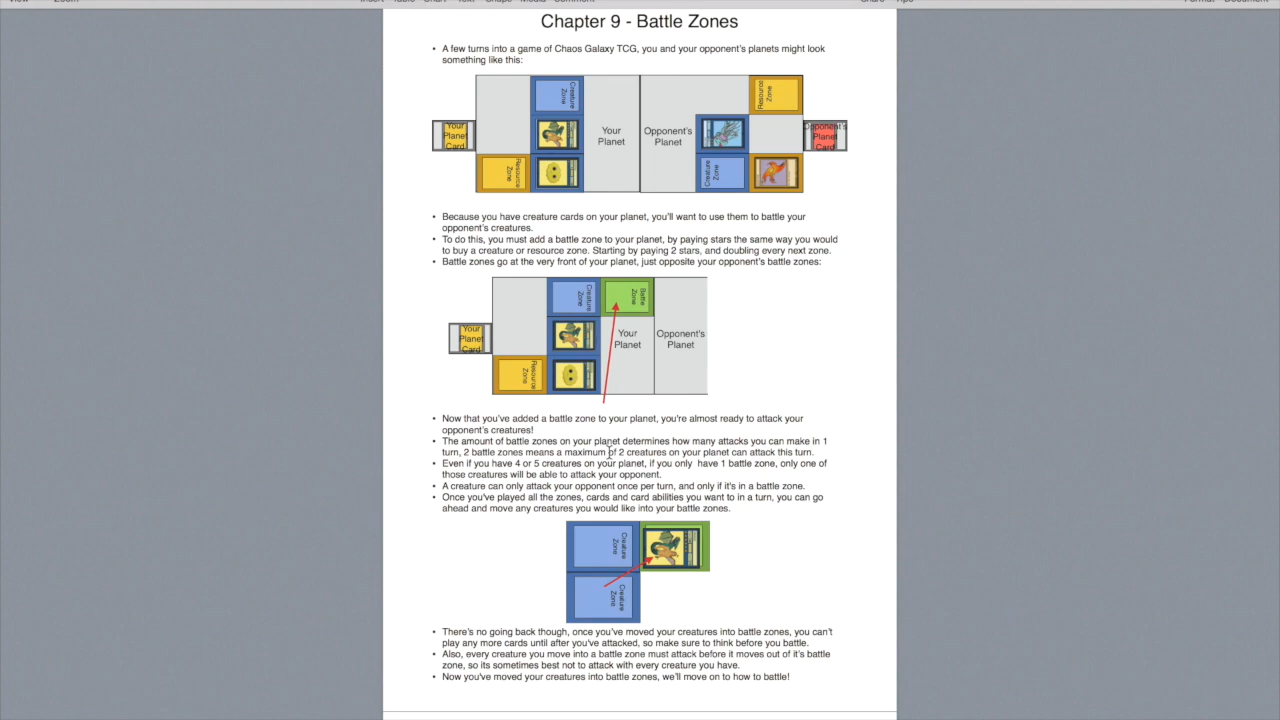 Chapter 9 - Battle Zones
• A few turns into a game of Chaos Galaxy TCG, you and your opponent's planets might look
something like this:
Creature
Zone
Resource
Zone
Your
Planet
Card
Your
Planet
Opponent's
Planet
Opponent's
Planet
Card
Resource
Zone
Creature
Zone
• Because you have creature cards on your planet, you'll want to use them to battle your
opponent's creatures.
• To do this, you must add a battle zone to your planet, by paying stars the same way you would
to buy a creature or resource zone. Starting by paying 2 stars, and doubling every next zone.
• Battle zones go at the very front of your planet, just opposite your opponent's battle zones:
Creature
Zone
Battle
Zone
Your
Planet
Card
Your
Planet
Opponent's
Planet
Resource
Zone
• Now that you've added a battle zone to your planet, you're almost ready to attack your
opponent's creatures!
• The amount of battle zones on your planet determines how many attacks you can make in 1
turn, 2 battle zones means a maximum of 2 creatures on your planet can attack this turn.
• Even if you have 4 or 5 creatures on your planet, if you only have 1 battle zone, only one of
those creatures will be able to attack your opponent.
• A creature can only attack your opponent once per turn, and only if it's in a battle zone.
• Once you've played all the zones, cards and card abilities you want to in a turn, you can go
ahead and move any creatures you would like into your battle zones.
Creature
Zone
Creature
Zone
• There's no going back though, once you've moved your creatures into battle zones, you can't
play any more cards until after you've attacked, so make sure to think before you battle.
• Also, every creature you move into a battle zone must attack before it moves out of it's battle
zone, so its sometimes best not to attack with every creature you have.
• Now you've moved your creatures into battle zones, we'll move on to how to battle!